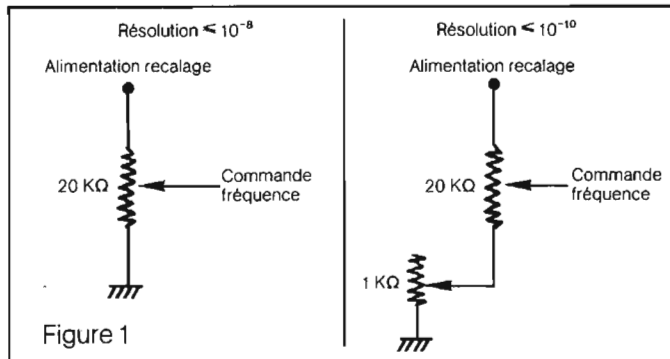 Résolution ≤ 10⁻⁸
Alimentation recalage
20 KΩ
Commande
fréquence
Figure 1
Résolution ≤ 10⁻¹⁰
Alimentation recalage
20 KΩ
Commande
fréquence
1 KΩ